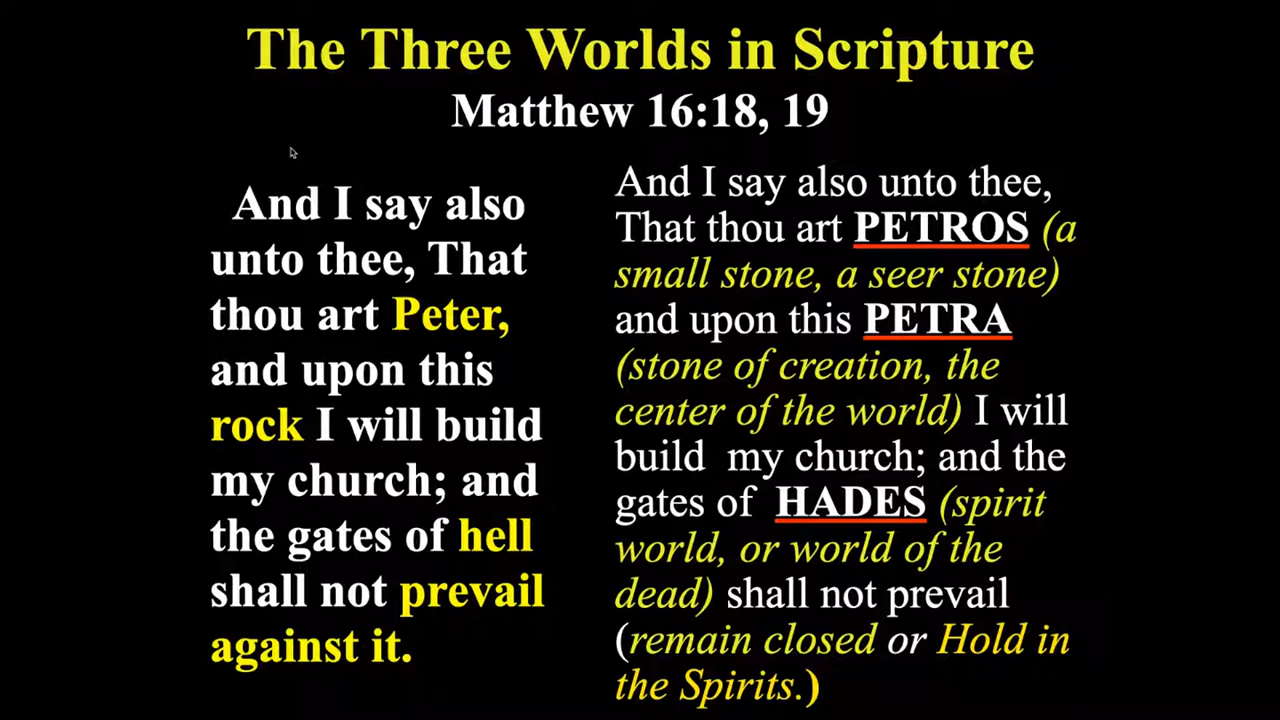 The Three Worlds in Scripture
Matthew 16:18, 19
And I say also
unto thee, That
thou art Peter,
and upon this
rock I will build
my church; and
the gates of hell
shall not prevail
against it.
And I say also unto thee,
That thou art PETROS (a
small stone, a seer stone)
and upon this PETRA
(stone of creation, the
center of the world) I will
build my church; and the
gates of HADES (spirit
world, or world of the
dead) shall not prevail
(remain closed or Hold in
the Spirits.)